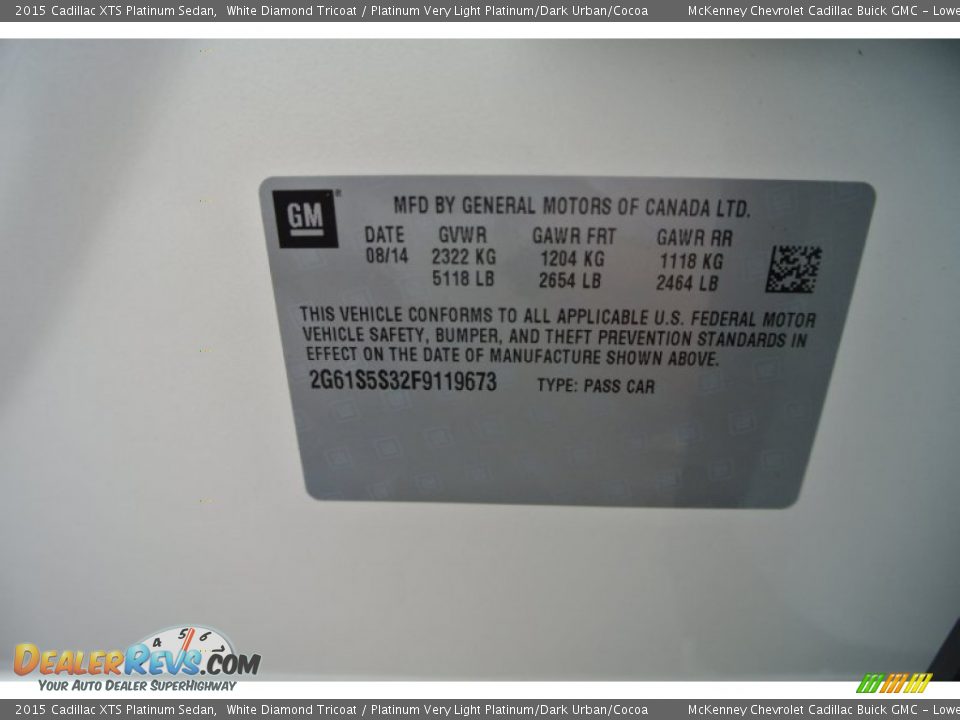 2015 Cadillac XTS Platinum Sedan, White Diamond Tricoat / Platinum Very Light Platinum/Dark Urban/Cocoa McKenney Chevrolet Cadillac Buick GMC – Lowe
GM ®
MFD BY GENERAL MOTORS OF CANADA LTD.
DATE GVWR GAWR FRT GAWR RR
08/14 2322 KG 1204 KG 1118 KG
5118 LB 2654 LB 2464 LB
THIS VEHICLE CONFORMS TO ALL APPLICABLE U.S. FEDERAL MOTOR
VEHICLE SAFETY, BUMPER, AND THEFT PREVENTION STANDARDS IN
EFFECT ON THE DATE OF MANUFACTURE SHOWN ABOVE.
2G61S5S32F9119673 TYPE: PASS CAR
4 5 6
DEALERREVS.COM
YOUR AUTO DEALER SUPERHIGHWAY
2015 Cadillac XTS Platinum Sedan, White Diamond Tricoat / Platinum Very Light Platinum/Dark Urban/Cocoa McKenney Chevrolet Cadillac Buick GMC – Lowe